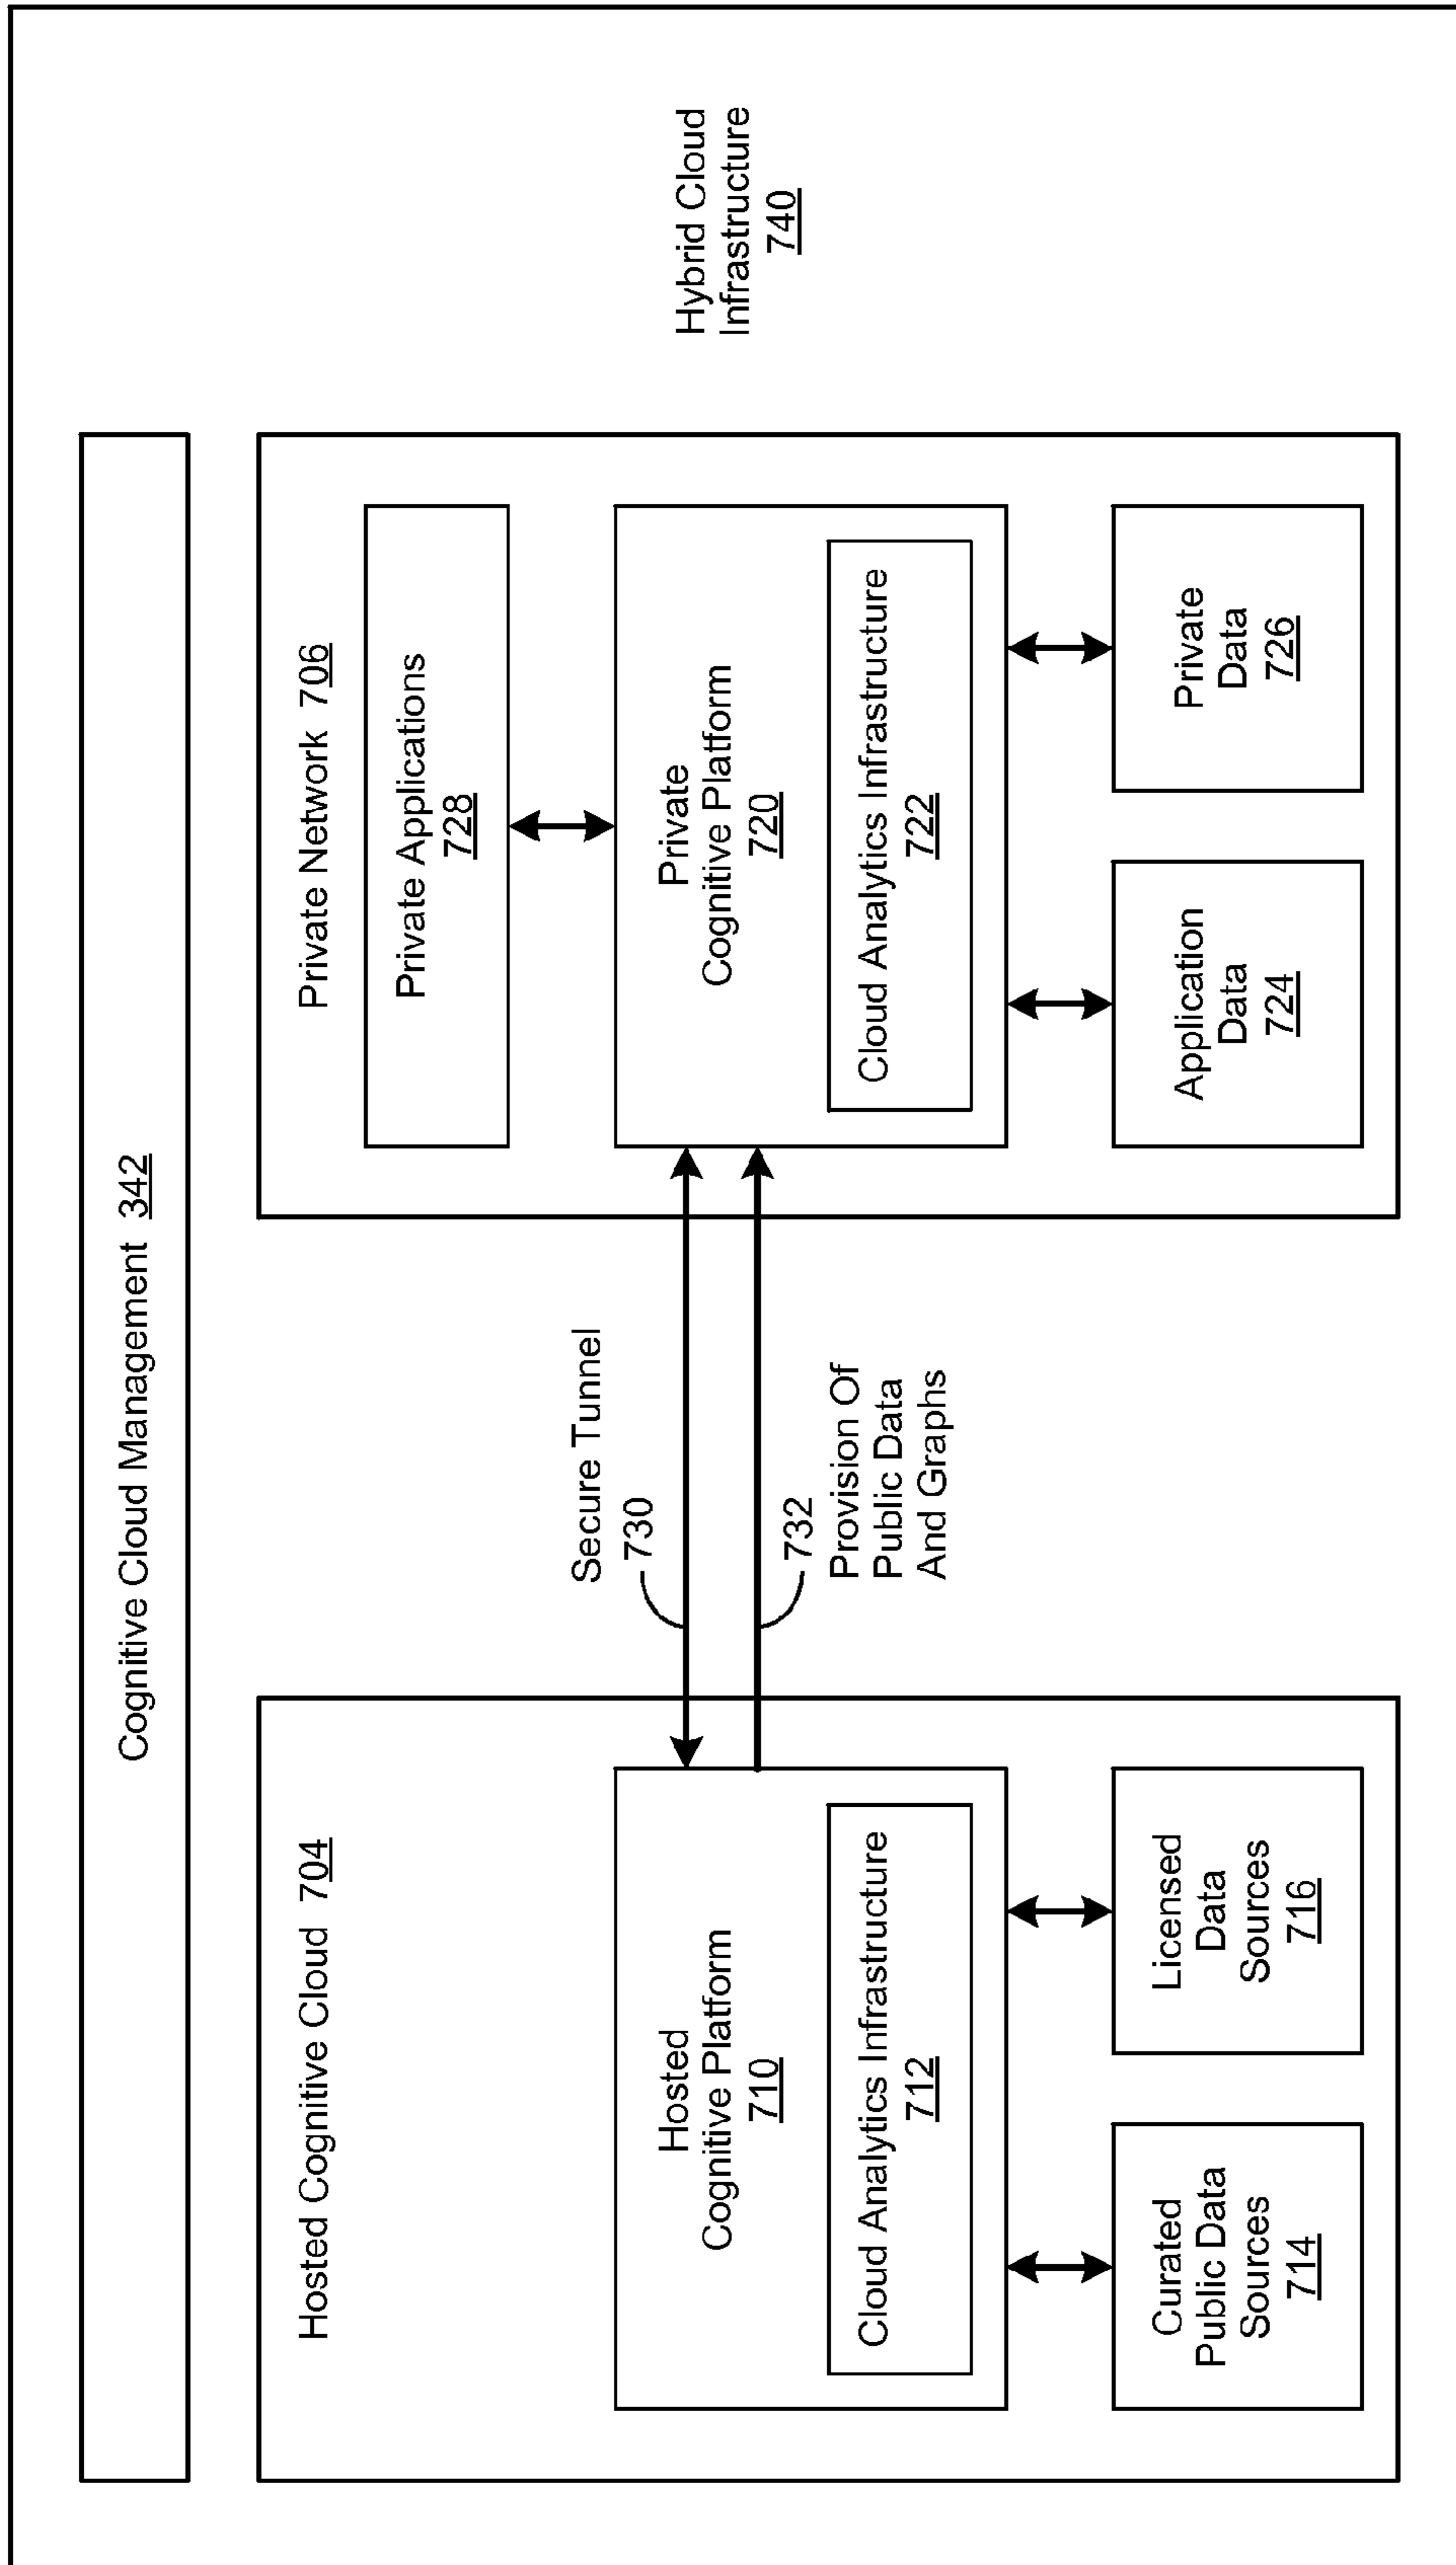 Cognitive Cloud Management 342
Hosted Cognitive Cloud 704
Hosted
Cognitive Platform
710
Cloud Analytics Infrastructure
712
Curated
Public Data
Sources
714
Licensed
Data
Sources
716
Secure Tunnel
730
732
Provision Of
Public Data
And Graphs
Private Network 706
Private Applications
728
Private
Cognitive Platform
720
Cloud Analytics Infrastructure
722
Application
Data
724
Private
Data
726
Hybrid Cloud
Infrastructure
740